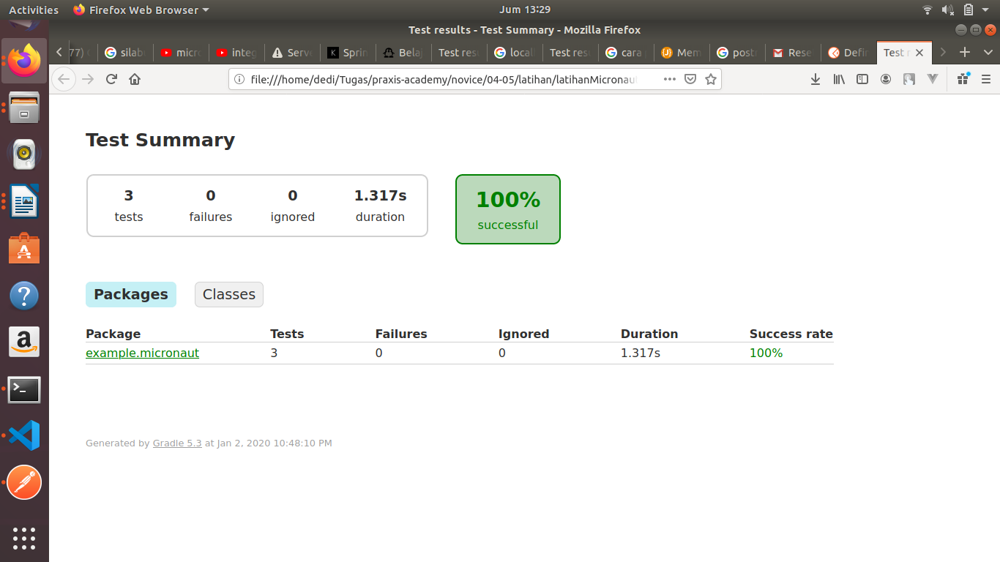 Activities Firefox Web Browser Jum 13:29
Test results - Test Summary - Mozilla Firefox
77) silab micro integ Serve Sprin Belaj Test res local Test res cara Mem postm Rese Defin Test r
file:///home/dedi/Tugas/praxis-academy/novice/04-05/latihan/latihanMicronaut
Test Summary
3 0 0 1.317s 100%
tests failures ignored duration successful
Packages Classes
Package Tests Failures Ignored Duration Success rate
example.micronaut 3 0 0 1.317s 100%
Generated by Gradle 5.3 at Jan 2, 2020 10:48:10 PM